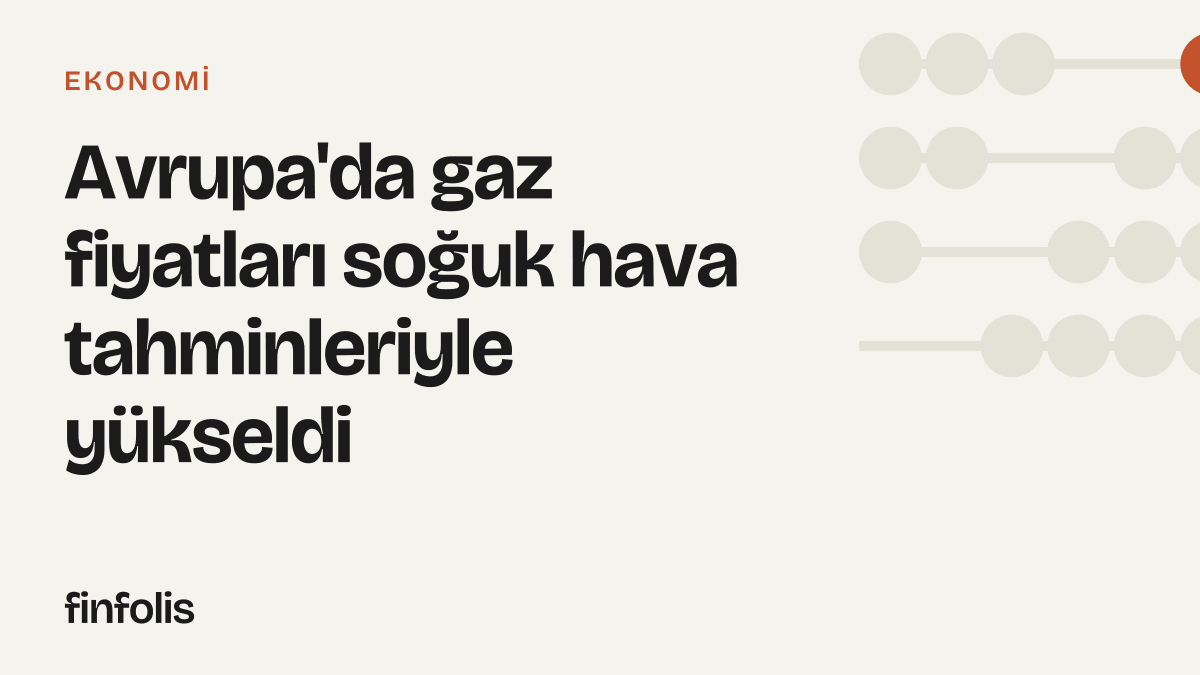 EKONOMİ
Avrupa'da gaz
fiyatları soğuk hava
tahminleriyle
yükseldi
finfolis